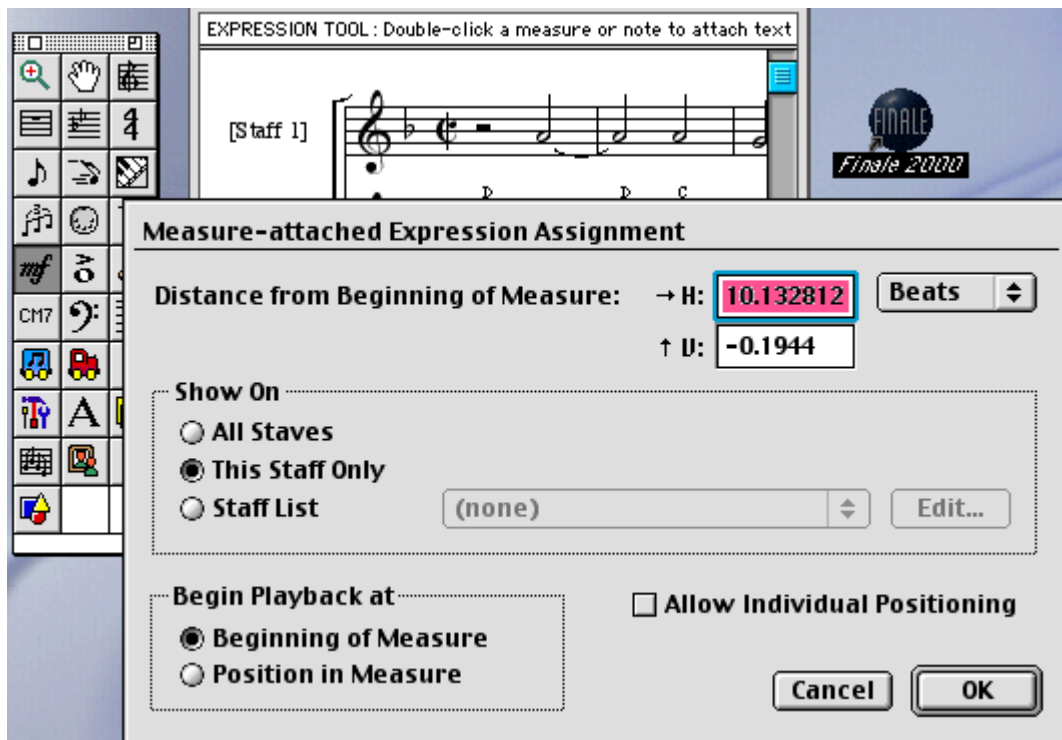 EXPRESSION TOOL: Double-click a measure or note to attach text
[Staff 1]
D D C
FINALE
Finale 2000
mf
CM7
A
Measure-attached Expression Assignment
Distance from Beginning of Measure: → H: 10.132812 Beats
↑ V: -0.1944
Show On
All Staves
This Staff Only
Staff List (none) Edit...
Begin Playback at
Beginning of Measure
Position in Measure
Allow Individual Positioning
Cancel OK